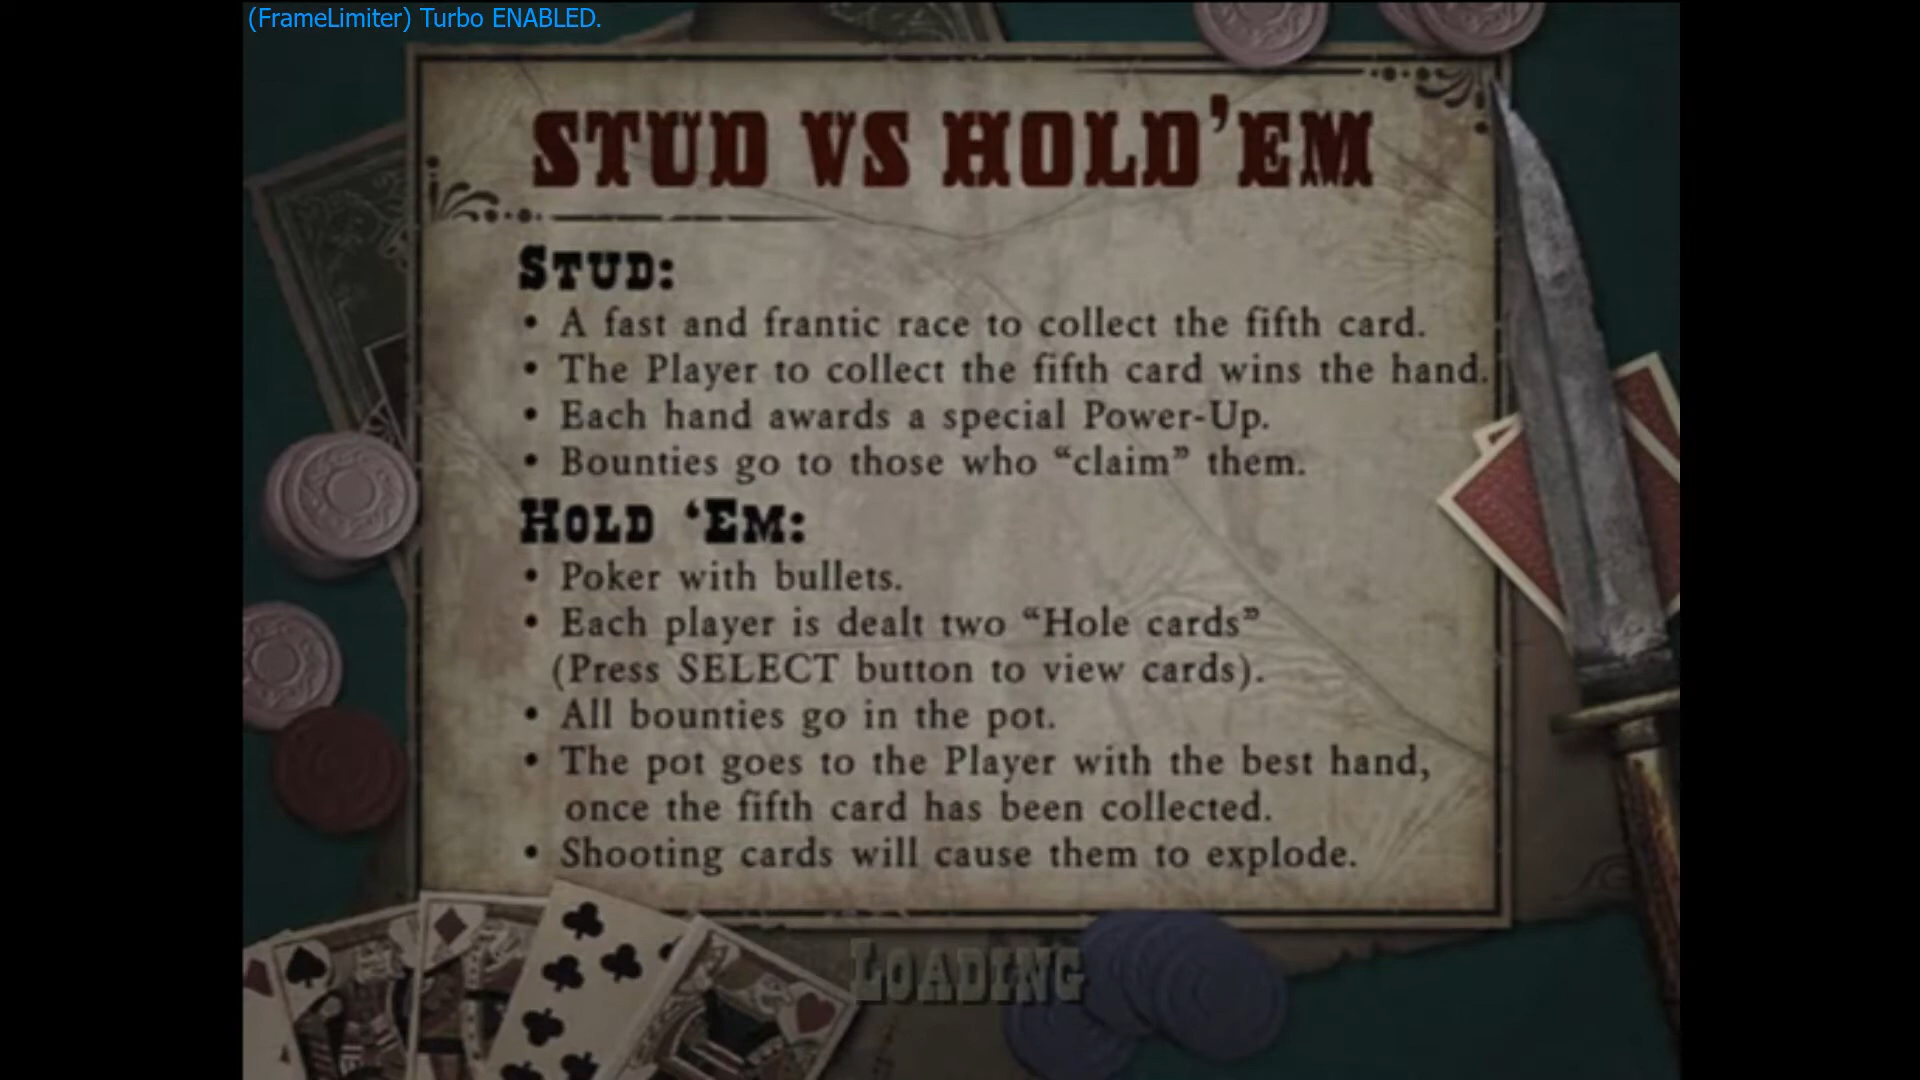 (FrameLimiter) Turbo ENABLED.
STUD VS HOLD'EM
STUD:
• A fast and frantic race to collect the fifth card.
• The Player to collect the fifth card wins the hand.
• Each hand awards a special Power-Up.
• Bounties go to those who “claim” them.
HOLD ‘EM:
• Poker with bullets.
• Each player is dealt two “Hole cards”
(Press SELECT button to view cards).
• All bounties go in the pot.
• The pot goes to the Player with the best hand,
once the fifth card has been collected.
• Shooting cards will cause them to explode.
LOADING